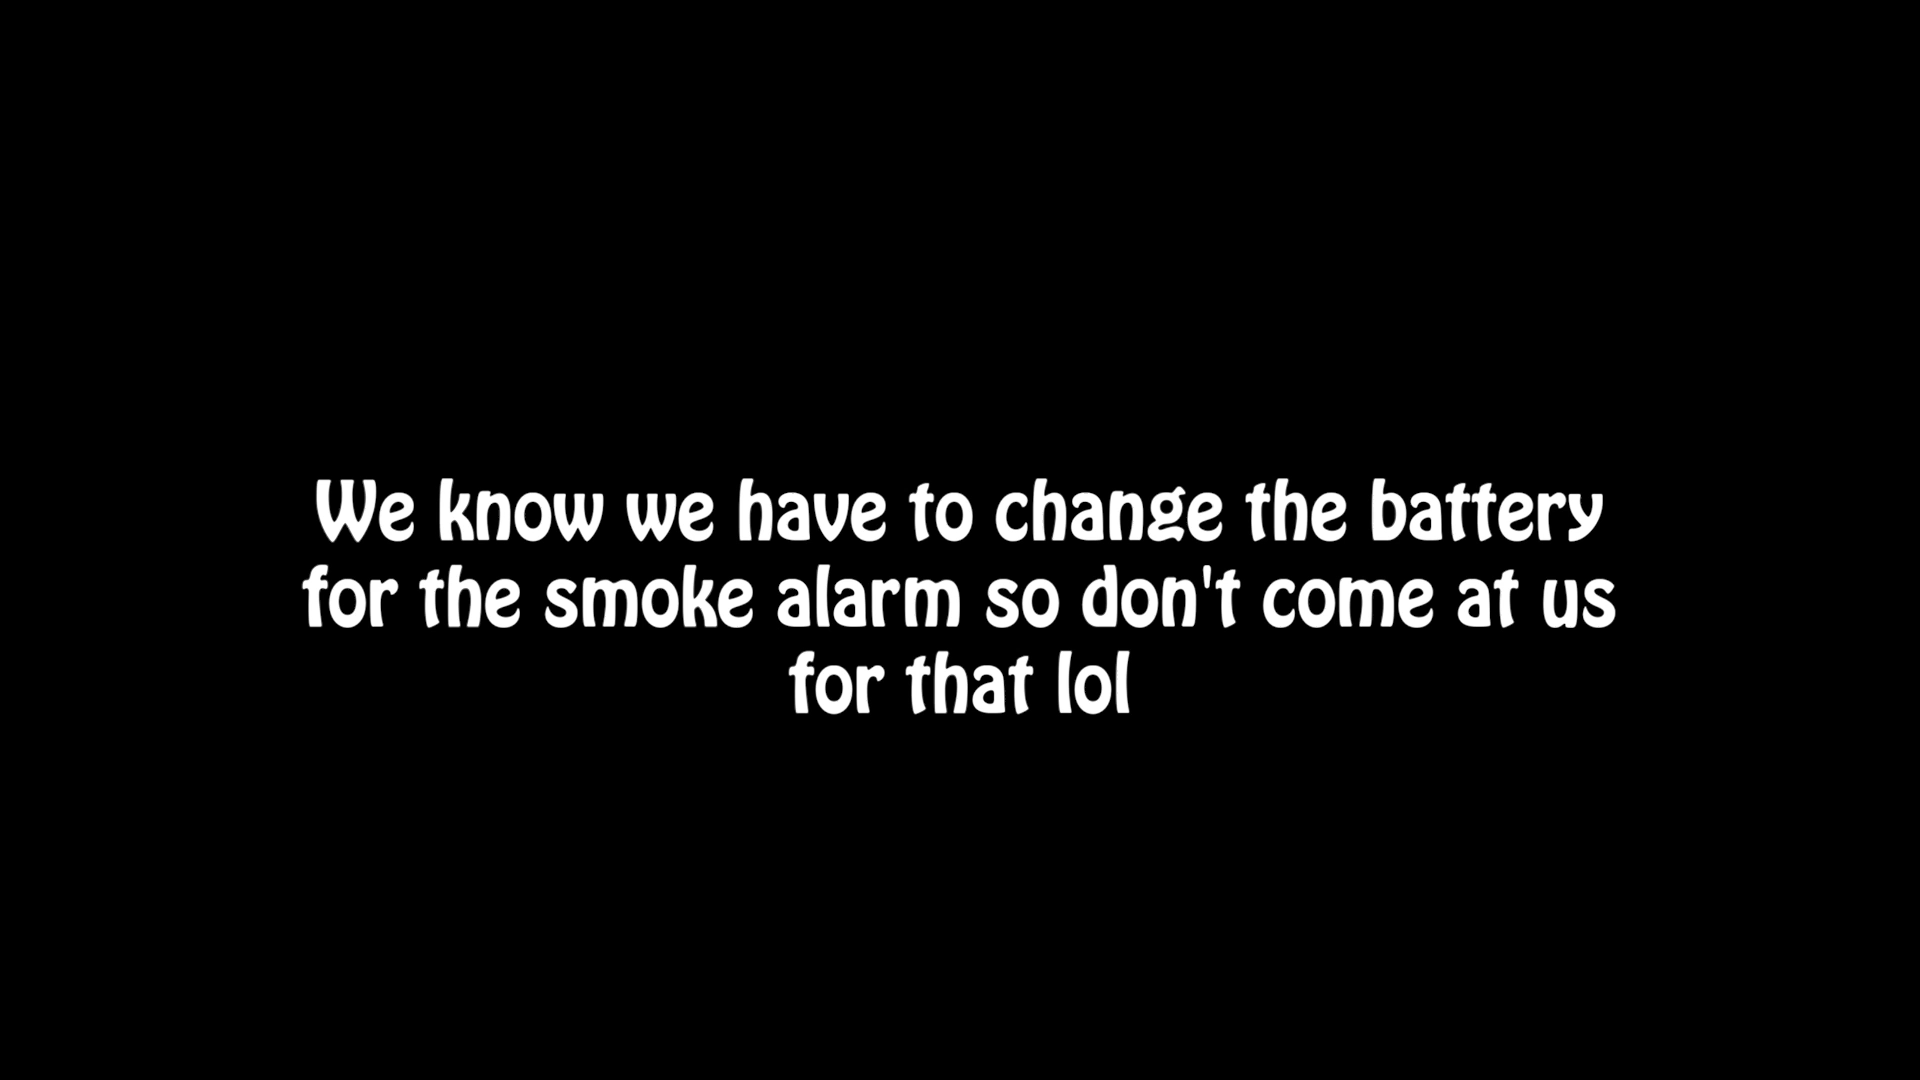 We know we have to change the battery
for the smoke alarm so don't come at us
for that lol